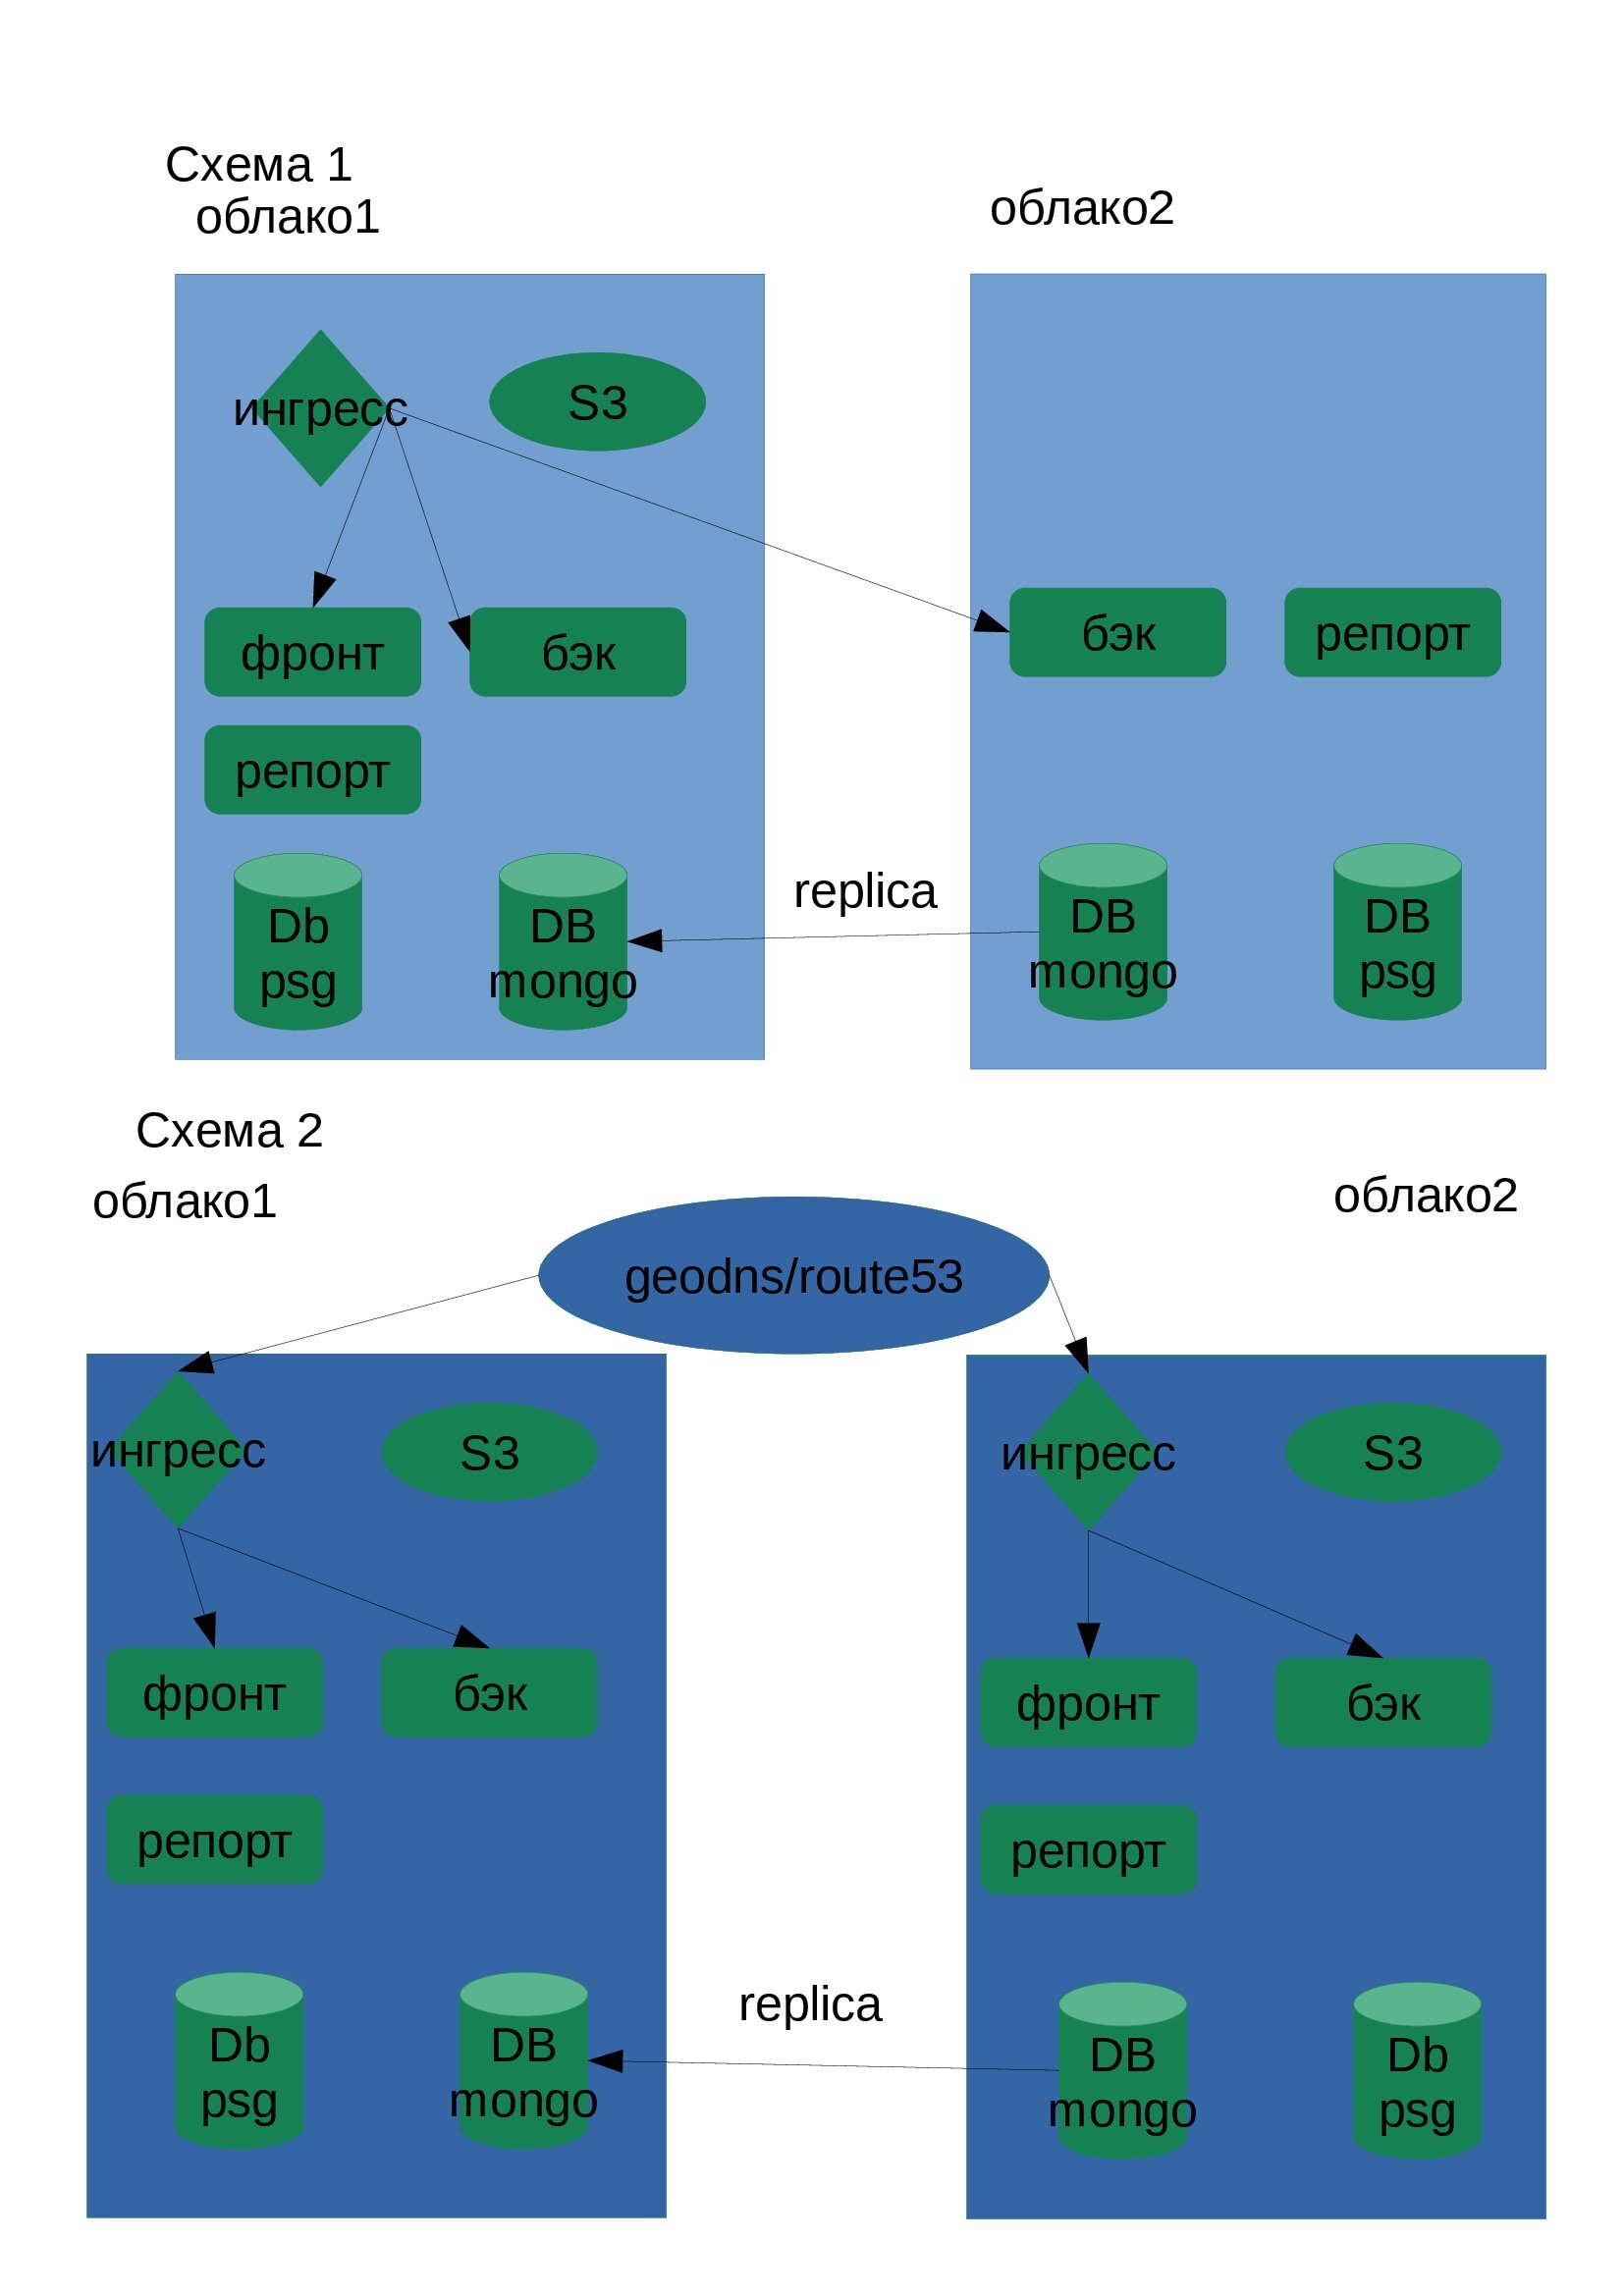 Схема 1
облако1
облако2
ингресс
S3
фронт
бэк
бэк
репорт
репорт
replica
Db
psg
DB
mongo
DB
mongo
DB
psg
Схема 2
облако1
облако2
geodns/route53
ингресс
S3
ингресс
S3
фронт
бэк
фронт
бэк
репорт
репорт
replica
Db
psg
DB
mongo
DB
mongo
Db
psg